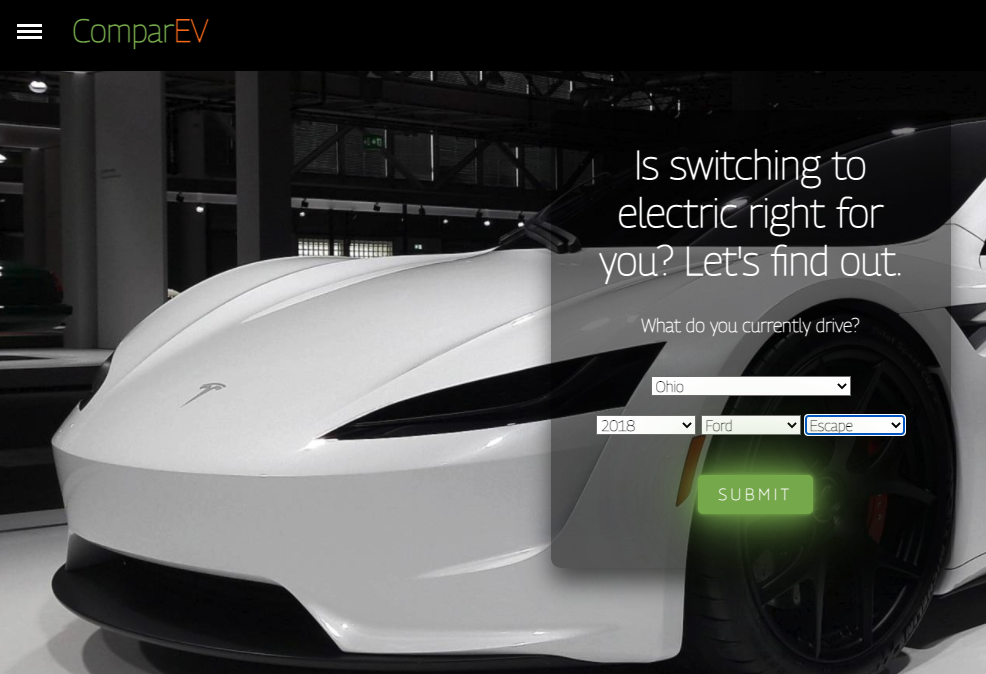 ComparEV
Is switching to
electric right for
you? Let's find out.
What do you currently drive?
Ohio
2018 Ford Escape
SUBMIT